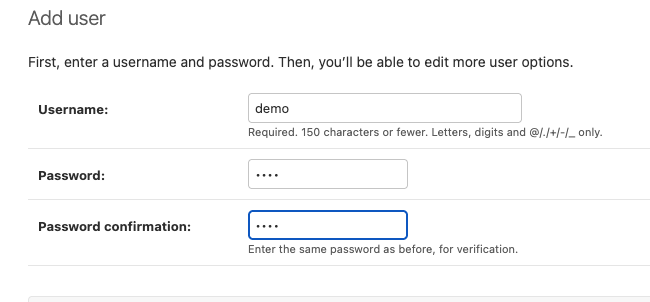 Add user
First, enter a username and password. Then, you’ll be able to edit more user options.
Username:
demo
Required. 150 characters or fewer. Letters, digits and @/./+/-/_ only.
Password:
••••
Password confirmation:
••••
Enter the same password as before, for verification.